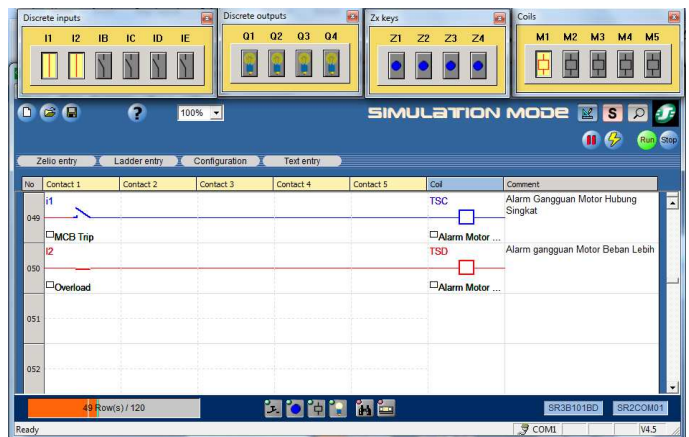 Discrete inputs
I1 I2 IB IC ID IE
Discrete outputs
Q1 Q2 Q3 Q4
Zx keys
Z1 Z2 Z3 Z4
Coils
M1 M2 M3 M4 M5
100%
SIMULATION MODE
S
Run Stop
Zelio entry Ladder entry Configuration Text entry
No Contact 1 Contact 2 Contact 3 Contact 4 Contact 5 Coil Comment
049
i1
MCB Trip
TSC
Alarm Motor ...
Alarm Gangguan Motor Hubung
Singkat
050
I2
Overload
TSD
Alarm Motor ...
Alarm gangguan Motor Beban Lebih
051
052
49 Row(s) / 120
SR3B101BD SR2COM01
Ready
COM1 V4.5